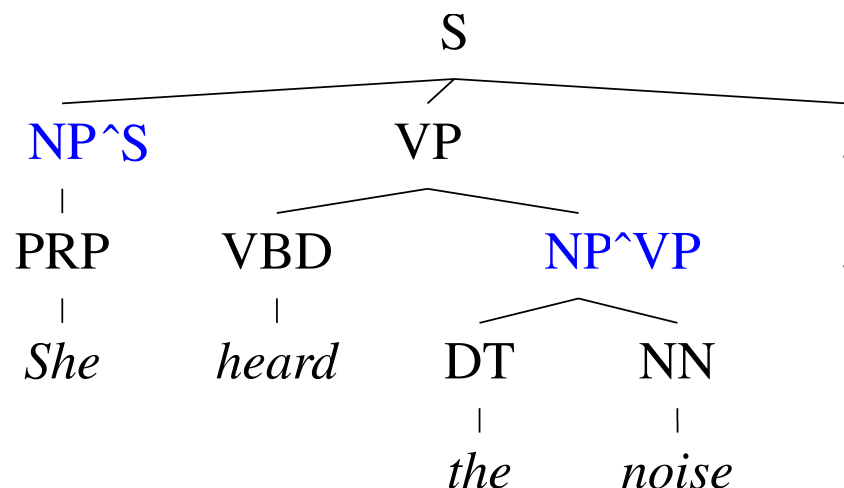 S
NP^S VP
PRP VBD NP^VP
She heard DT NN
the noise